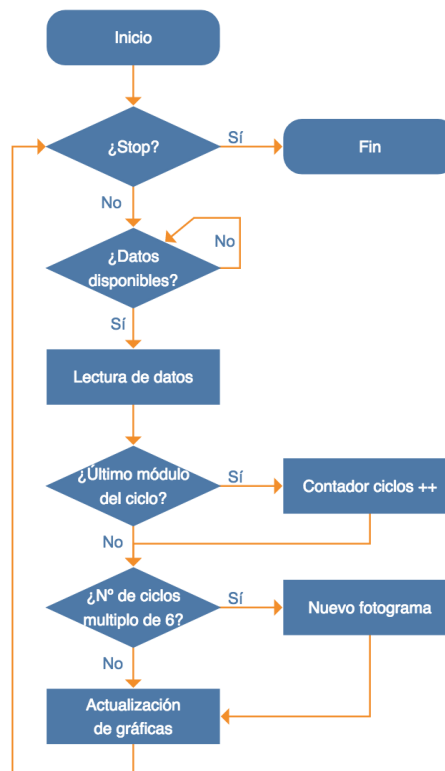 Inicio
¿Stop?
Sí
Fin
No
¿Datos
disponibles?
No
Sí
Lectura de datos
¿Último módulo
del ciclo?
Sí
Contador ciclos ++
No
¿Nº de ciclos
multiplo de 6?
Sí
Nuevo fotograma
No
Actualización
de gráficas